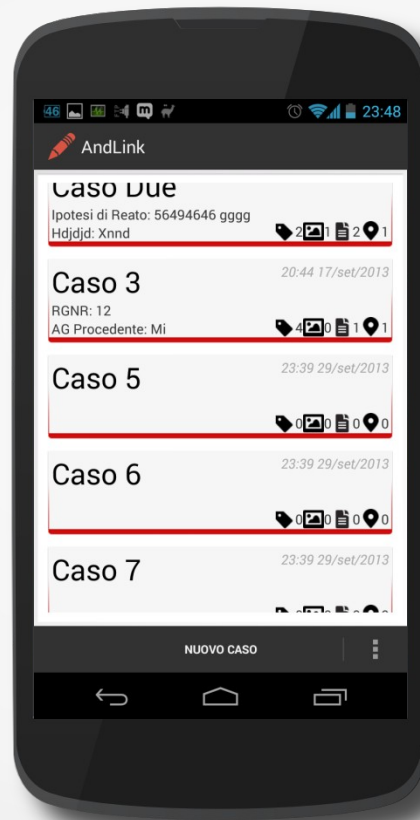 46 23:48
AndLink
Caso Due
Ipotesi di Reato: 56494646 gggg
Hdjdjd: Xnnd
2 1 2 1
Caso 3
20:44 17/set/2013
RGNR: 12
AG Procedente: Mi
4 0 1 1
Caso 5
23:39 29/set/2013
0 0 0 0
Caso 6
23:39 29/set/2013
0 0 0 0
Caso 7
23:39 29/set/2013
NUOVO CASO